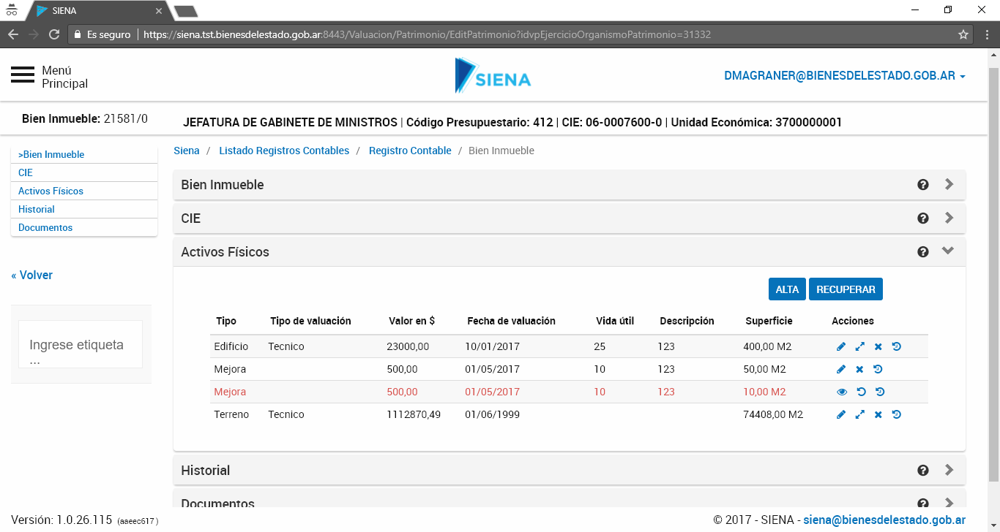 SIENA
Es seguro | https://siena.tst.bienesdelestado.gob.ar:8443/Valuacion/Patrimonio/EditPatrimonio?idvpEjercicioOrganismoPatrimonio=31332
Menú
Principal
SIENA
DMAGRANER@BIENESDELESTADO.GOB.AR
Bien Inmueble: 21581/0
JEFATURA DE GABINETE DE MINISTROS | Código Presupuestario: 412 | CIE: 06-0007600-0 | Unidad Económica: 3700000001
>Bien Inmueble
CIE
Activos Físicos
Historial
Documentos
« Volver
Ingrese etiqueta
...
Siena / Listado Registros Contables / Registro Contable / Bien Inmueble
Bien Inmueble
CIE
Activos Físicos
ALTA RECUPERAR
Tipo Tipo de valuación Valor en $ Fecha de valuación Vida útil Descripción Superficie Acciones
Edificio Tecnico 23000,00 10/01/2017 25 123 400,00 M2
Mejora 500,00 01/05/2017 10 123 50,00 M2
Mejora 500,00 01/05/2017 10 123 10,00 M2
Terreno Tecnico 1112870,49 01/06/1999 74408,00 M2
Historial
Documentos
Versión: 1.0.26.115 (aaeec617)
© 2017 - SIENA - siena@bienesdelestado.gob.ar